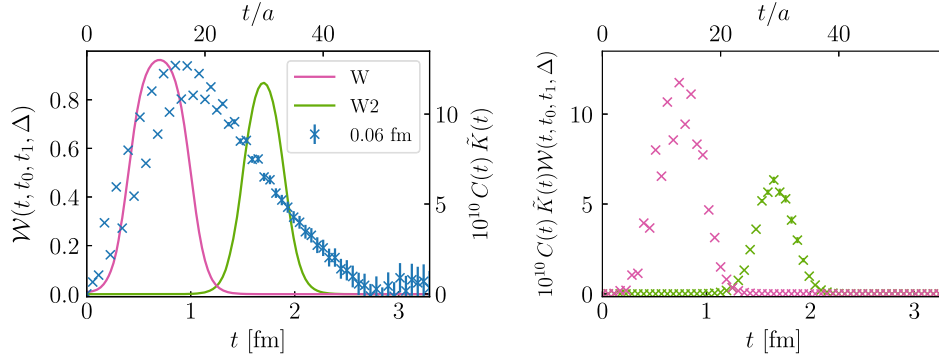 t/a
0 20 40
𝒲(t, t₀, t₁, Δ)
0.8
0.6
0.4
0.2
0.0
W
W2
0.06 fm
10
5
0
10¹⁰ C(t) K̃(t)
0 1 2 3
t [fm]
t/a
0 20 40
10¹⁰ C(t) K̃(t)𝒲(t, t₀, t₁, Δ)
10
5
0
0 1 2 3
t [fm]